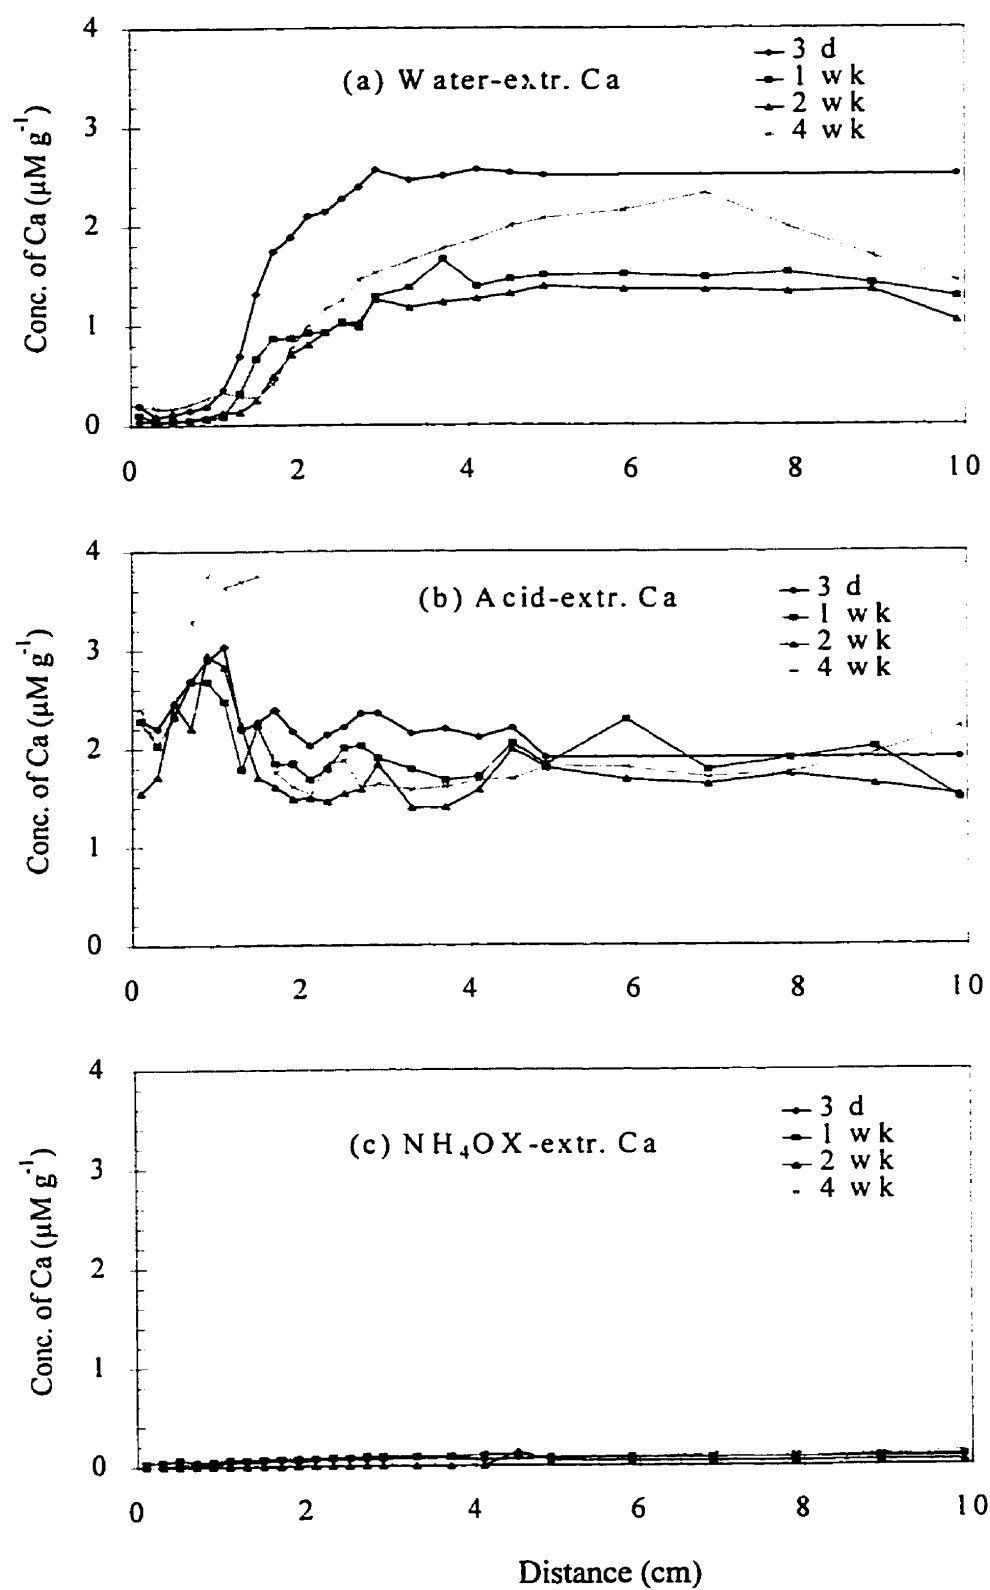 4
3
2
1
0
Conc. of Ca (μM g⁻¹)
(a) Water-extr. Ca
3 d
1 wk
2 wk
4 wk
0 2 4 6 8 10
4
3
2
1
0
Conc. of Ca (μM g⁻¹)
(b) Acid-extr. Ca
3 d
1 wk
2 wk
4 wk
0 2 4 6 8 10
4
3
2
1
0
Conc. of Ca (μM g⁻¹)
(c) NH₄OX-extr. Ca
3 d
1 wk
2 wk
4 wk
0 2 4 6 8 10
Distance (cm)